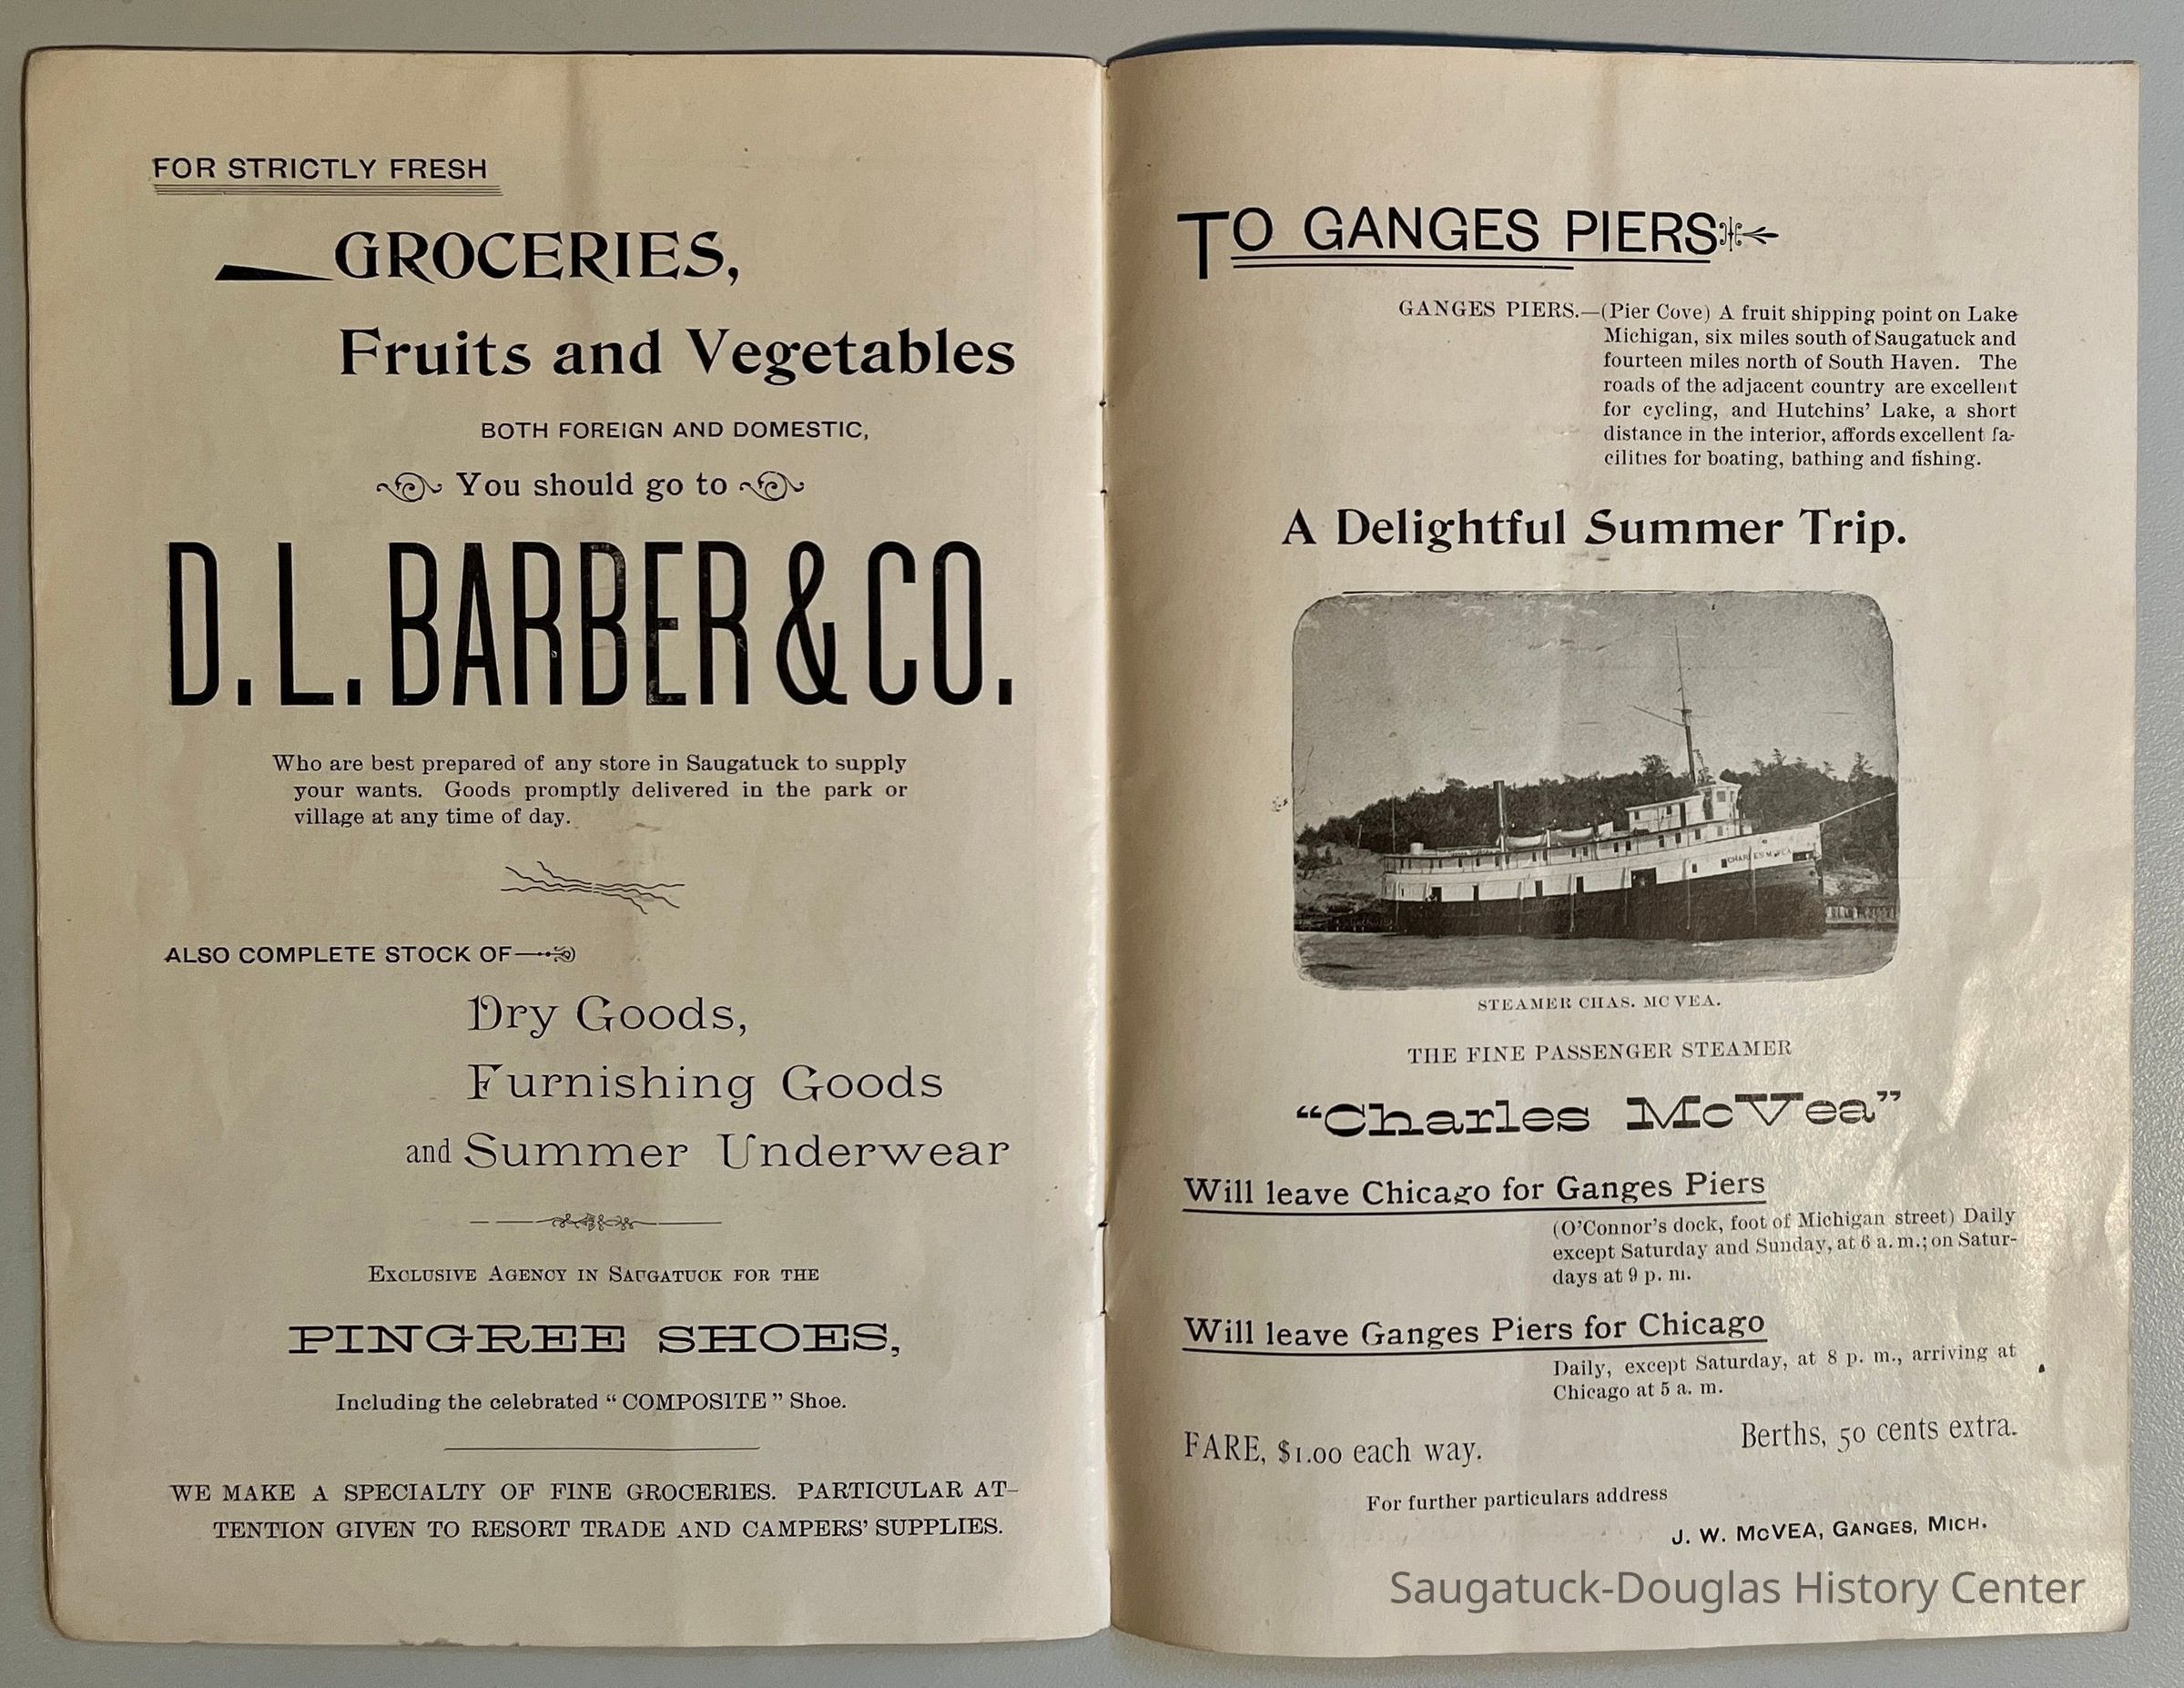 FOR STRICTLY FRESH
GROCERIES,
Fruits and Vegetables
BOTH FOREIGN AND DOMESTIC,
You should go to
D. L. BARBER & CO.
Who are best prepared of any store in Saugatuck to supply
your wants. Goods promptly delivered in the park or
village at any time of day.
ALSO COMPLETE STOCK OF
Dry Goods,
Furnishing Goods
and Summer Underwear
EXCLUSIVE AGENCY IN SAUGATUCK FOR THE
PINGREE SHOES,
Including the celebrated “COMPOSITE” Shoe.
WE MAKE A SPECIALTY OF FINE GROCERIES. PARTICULAR AT-
TENTION GIVEN TO RESORT TRADE AND CAMPERS’ SUPPLIES.
TO GANGES PIERS
GANGES PIERS.—(Pier Cove) A fruit shipping point on Lake
Michigan, six miles south of Saugatuck and
fourteen miles north of South Haven. The
roads of the adjacent country are excellent
for cycling, and Hutchins’ Lake, a short
distance in the interior, affords excellent fa-
cilities for boating, bathing and fishing.
A Delightful Summer Trip.
CHARLES McVEA
STEAMER CHAS. MC VEA.
THE FINE PASSENGER STEAMER
“Charles McVea”
Will leave Chicago for Ganges Piers
(O’Connor’s dock, foot of Michigan street) Daily
except Saturday and Sunday, at 6 a. m.; on Satur-
days at 9 p. m.
Will leave Ganges Piers for Chicago
Daily, except Saturday, at 8 p. m., arriving at
Chicago at 5 a. m.
FARE, $1.00 each way. Berths, 50 cents extra.
For further particulars address
J. W. McVEA, GANGES, MICH.
Saugatuck-Douglas History Center